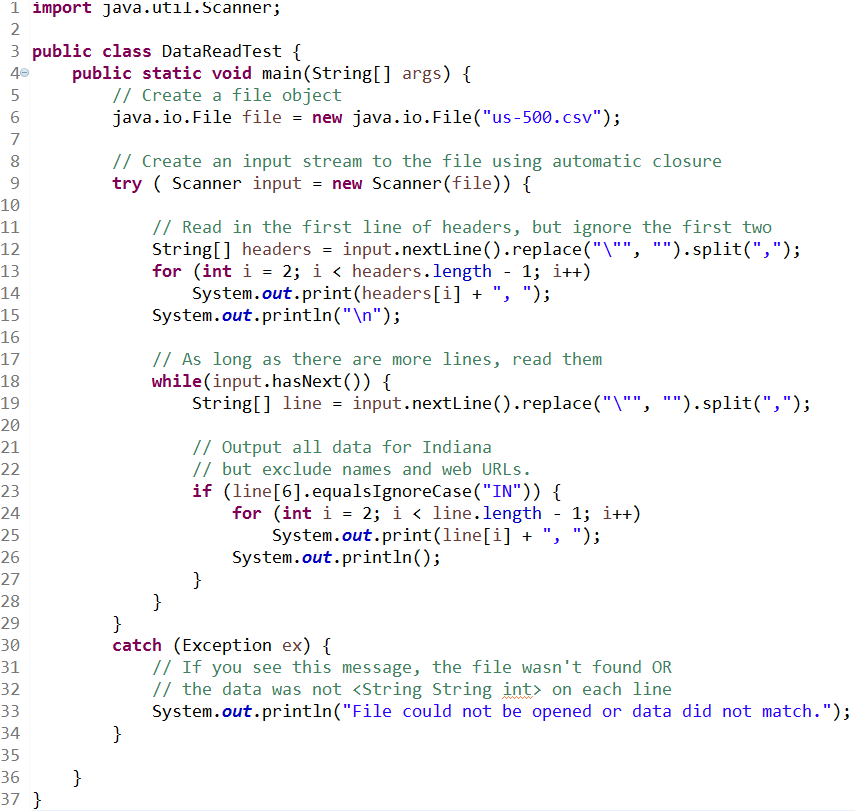 1 import java.util.Scanner;
2
3 public class DataReadTest {
4 public static void main(String[] args) {
5 // Create a file object
6 java.io.File file = new java.io.File("us-500.csv");
7
8 // Create an input stream to the file using automatic closure
9 try ( Scanner input = new Scanner(file)) {
10
11 // Read in the first line of headers, but ignore the first two
12 String[] headers = input.nextLine().replace("\"", "").split(",");
13 for (int i = 2; i < headers.length - 1; i++)
14 System.out.print(headers[i] + ", ");
15 System.out.println("\n");
16
17 // As long as there are more lines, read them
18 while(input.hasNext()) {
19 String[] line = input.nextLine().replace("\"", "").split(",");
20
21 // Output all data for Indiana
22 // but exclude names and web URLs.
23 if (line[6].equalsIgnoreCase("IN")) {
24 for (int i = 2; i < line.length - 1; i++)
25 System.out.print(line[i] + ", ");
26 System.out.println();
27 }
28 }
29 }
30 catch (Exception ex) {
31 // If you see this message, the file wasn't found OR
32 // the data was not <String String int> on each line
33 System.out.println("File could not be opened or data did not match.");
34 }
35
36 }
37 }